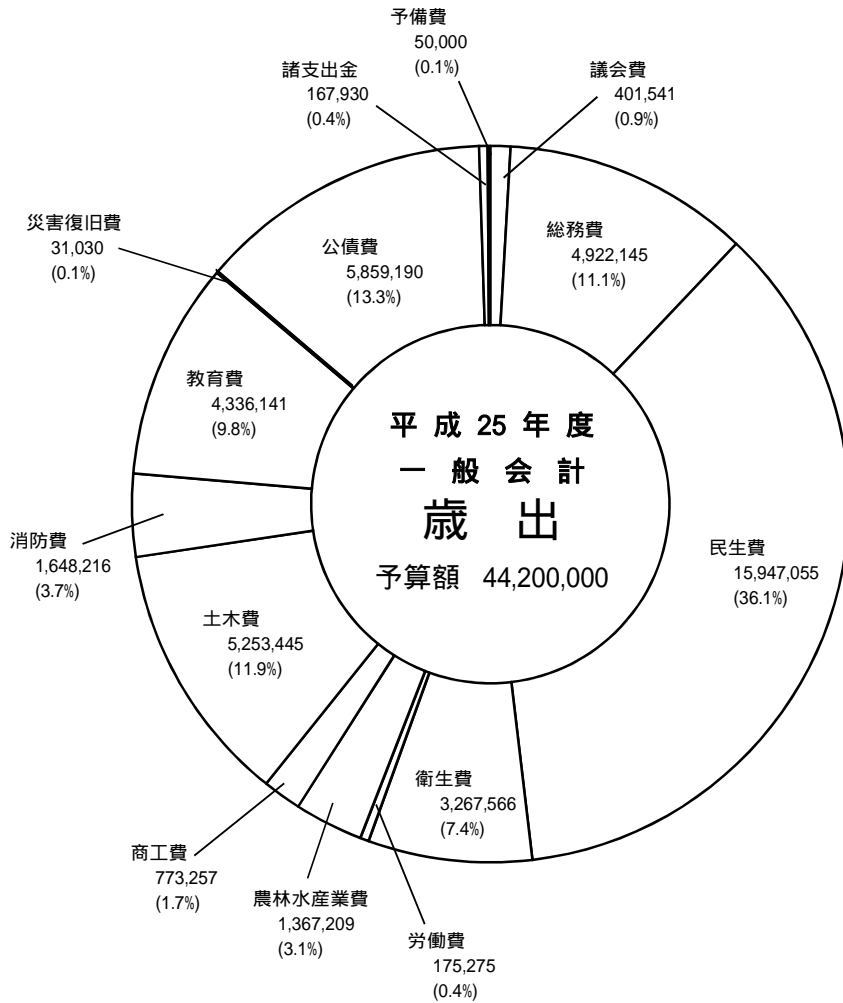 予備費
50,000
(0.1%)
諸支出金
167,930
(0.4%)
議会費
401,541
(0.9%)
災害復旧費
31,030
(0.1%)
公債費
5,859,190
(13.3%)
総務費
4,922,145
(11.1%)
教育費
4,336,141
(9.8%)
平成25年度
一般会計
歳出
予算額 44,200,000
消防費
1,648,216
(3.7%)
民生費
15,947,055
(36.1%)
土木費
5,253,445
(11.9%)
衛生費
3,267,566
(7.4%)
商工費
773,257
(1.7%)
農林水産業費
1,367,209
(3.1%)
労働費
175,275
(0.4%)